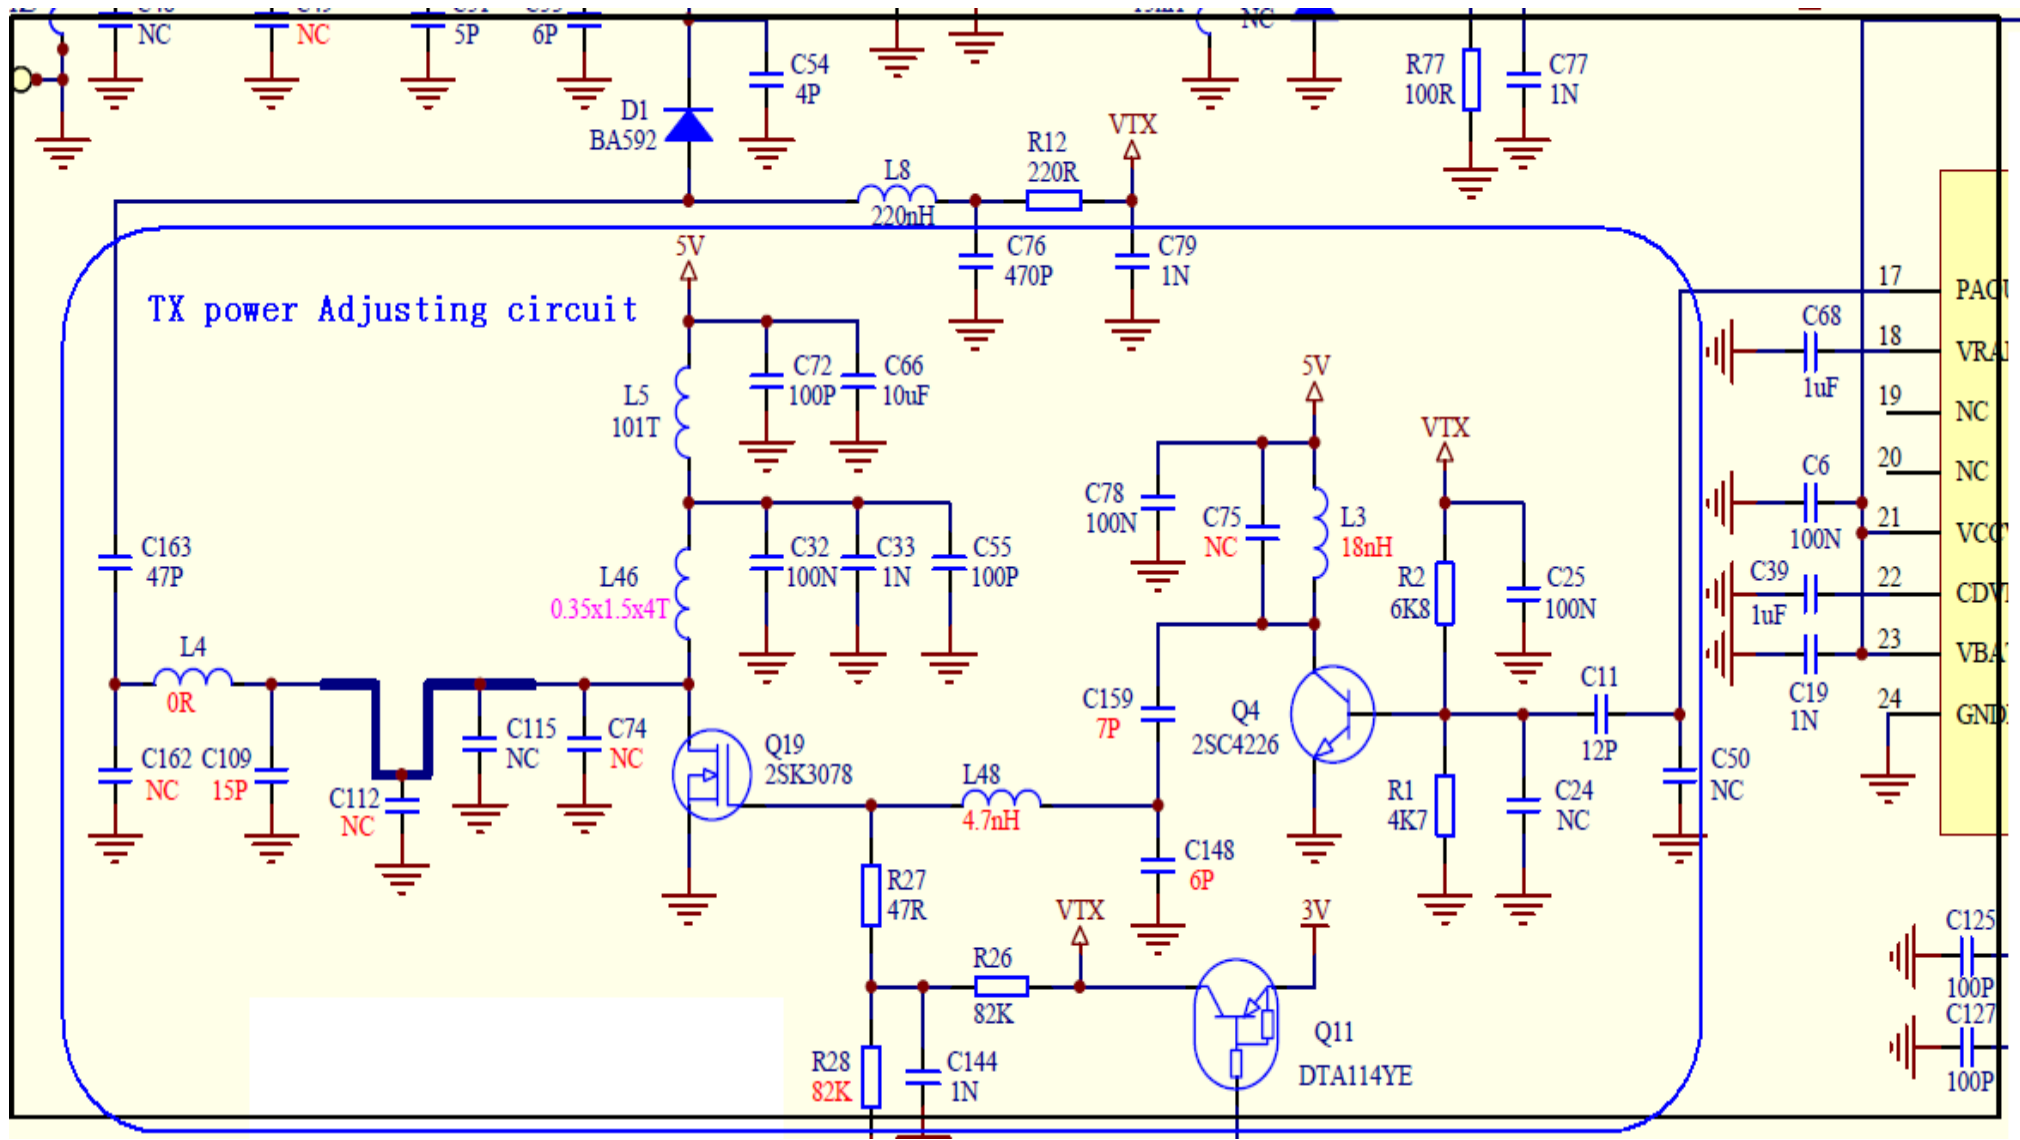 NC
NC
5P
6P
C54
4P
NC
R77
100R
C77
1N
D1
BA592
VTX
R12
220R
L8
220nH
5V
C76
470P
C79
1N
TX power Adjusting circuit
17
18
C68
1uF
19
NC
20
NC
C72
100P
C66
10uF
L5
101T
5V
VTX
C6
100N
21
C78
100N
C75
NC
L3
18nH
C163
47P
L46
0.35x1.5x4T
C32
100N
C33
1N
C55
100P
R2
6K8
C25
100N
C39
1uF
22
23
C19
1N
24
L4
0R
C162
NC
C109
15P
C112
NC
C115
NC
C74
NC
Q19
2SK3078
C159
7P
Q4
2SC4226
C11
12P
C50
NC
L48
4.7nH
R1
4K7
C24
NC
C148
6P
R27
47R
VTX
3V
R26
82K
Q11
DTA114YE
R28
82K
C144
1N
C125
100P
C127
100P